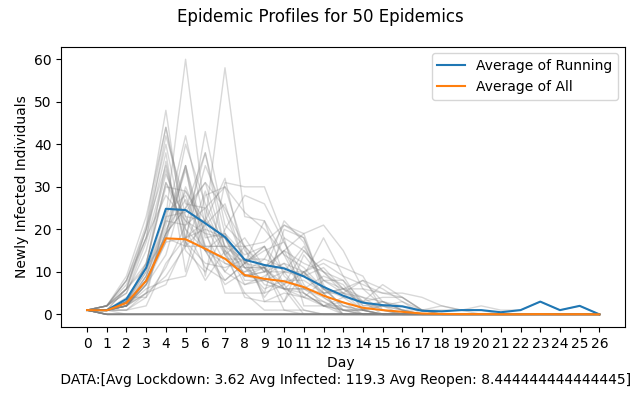 Epidemic Profiles for 50 Epidemics
60
50
40
30
20
10
0
Newly Infected Individuals
Average of Running
Average of All
0 1 2 3 4 5 6 7 8 9 10 11 12 13 14 15 16 17 18 19 20 21 22 23 24 25 26
Day
DATA:[Avg Lockdown: 3.62 Avg Infected: 119.3 Avg Reopen: 8.444444444444445]